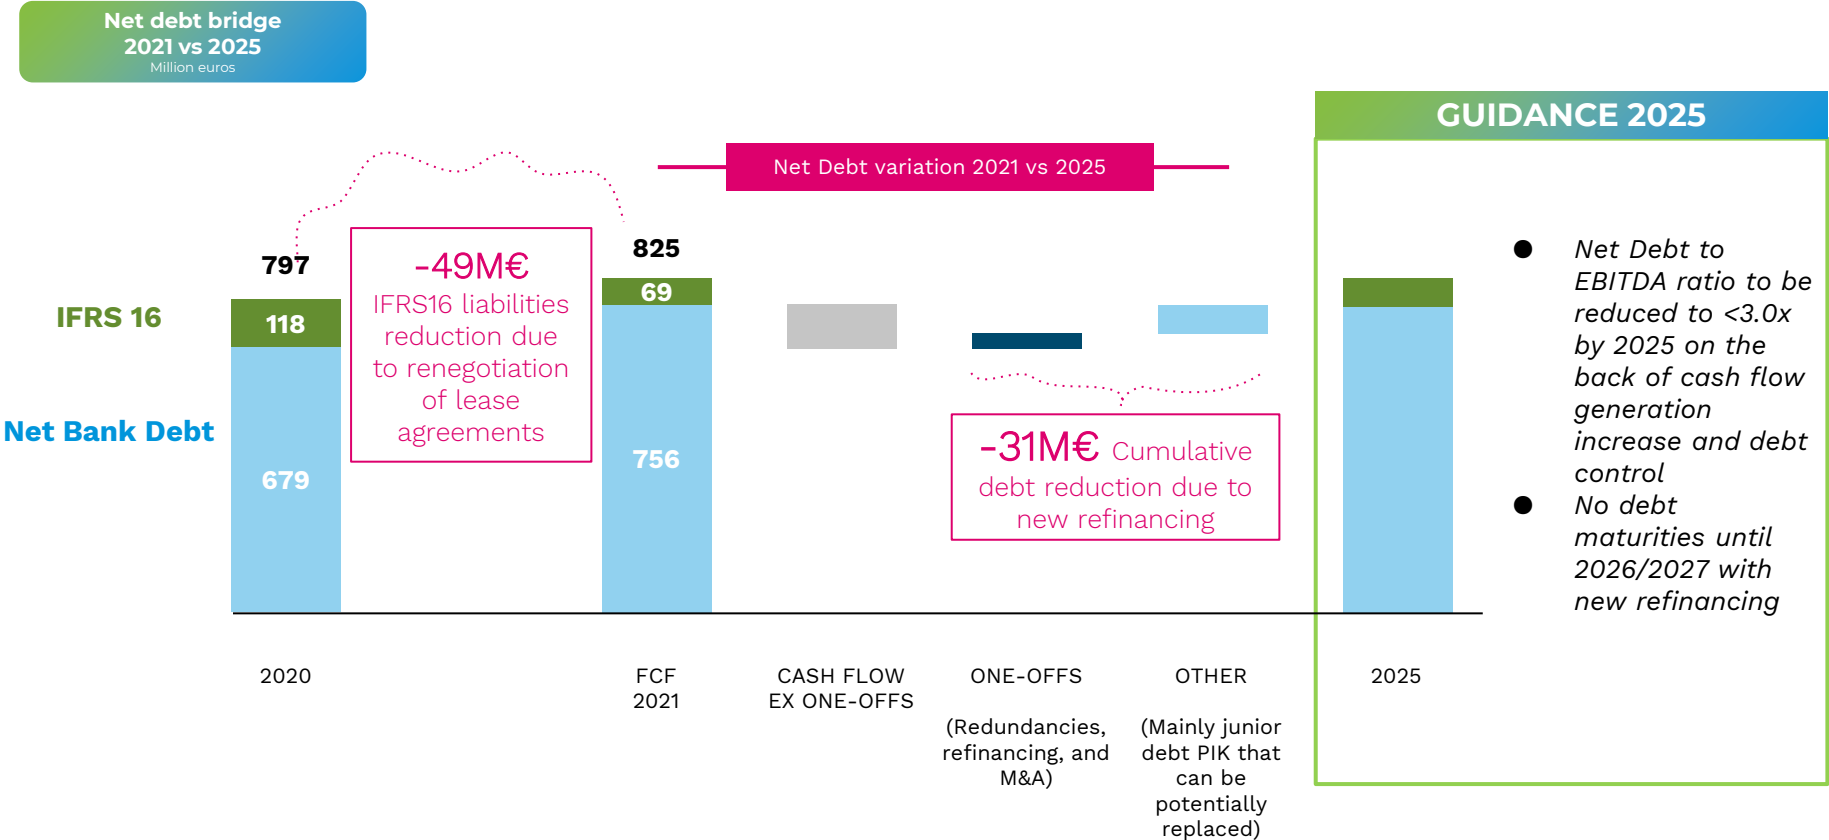 Net debt bridge
2021 vs 2025
Million euros
GUIDANCE 2025
Net Debt variation 2021 vs 2025
797
825
-49M€
IFRS16 liabilities
reduction due
to renegotiation
of lease
agreements
IFRS 16
118
69
Net Bank Debt
679
756
-31M€ Cumulative
debt reduction due to
new refinancing
● Net Debt to
EBITDA ratio to be
reduced to <3.0x
by 2025 on the
back of cash flow
generation
increase and debt
control
● No debt
maturities until
2026/2027 with
new refinancing
2020
FCF
2021
CASH FLOW
EX ONE-OFFS
ONE-OFFS
(Redundancies,
refinancing, and
M&A)
OTHER
(Mainly junior
debt PIK that
can be
potentially
replaced)
2025